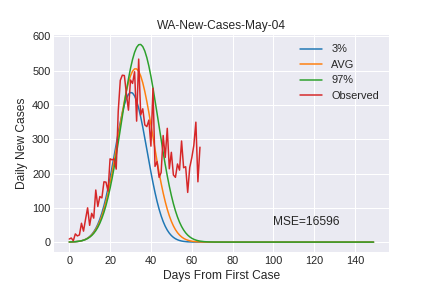 WA-New-Cases-May-04
600
500
400
300
200
100
0
Daily New Cases
3%
AVG
97%
Observed
MSE=16596
0 20 40 60 80 100 120 140
Days From First Case